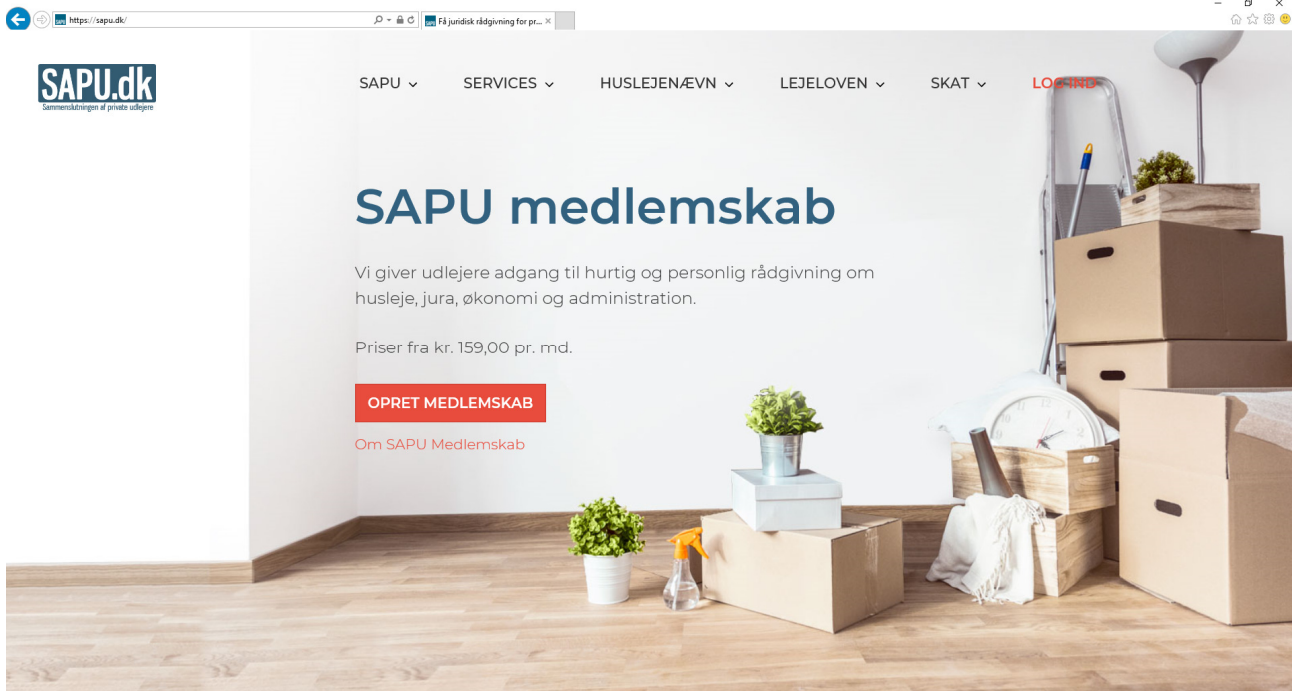 https://sapu.dk/
Få juridisk rådgivning for pr...
SAPU.dk
Sammenslutningen af private udlejere
SAPU
SERVICES
HUSLEJENÆVN
LEJELOVEN
SKAT
LOG IND
SAPU medlemskab
Vi giver udlejere adgang til hurtig og personlig rådgivning om
husleje, jura, økonomi og administration.
Priser fra kr. 159,00 pr. md.
OPRET MEDLEMSKAB
Om SAPU Medlemskab